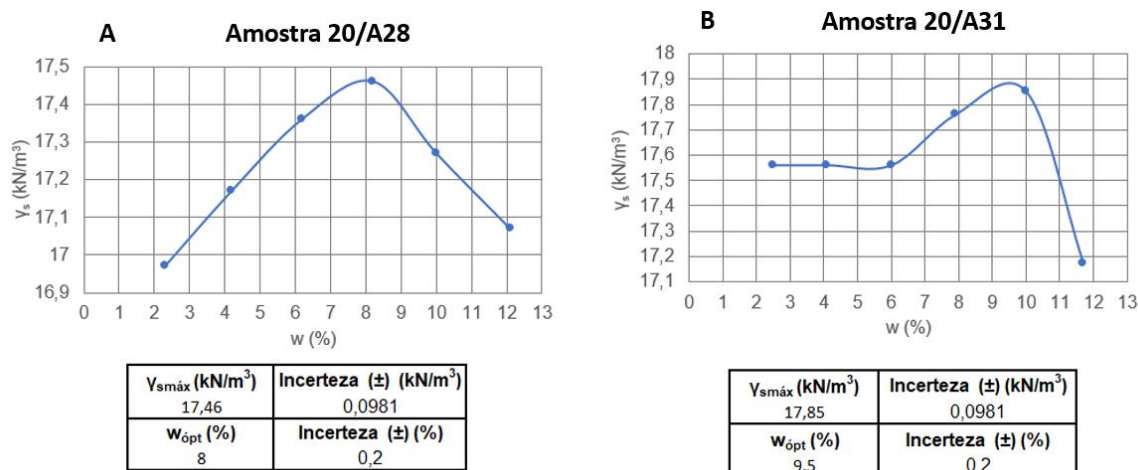 A
Amostra 20/A28
17,5
17,4
17,3
17,2
17,1
17
16,9
γs (kN/m³)
0 1 2 3 4 5 6 7 8 9 10 11 12 13
w (%)
γsmáx (kN/m³) Incerteza (±) (kN/m³)
17,46 0,0981
wópt (%) Incerteza (±) (%)
8 0,2
B
Amostra 20/A31
18
17,9
17,8
17,7
17,6
17,5
17,4
17,3
17,2
17,1
γs (kN/m³)
0 1 2 3 4 5 6 7 8 9 10 11 12 13
w (%)
γsmáx (kN/m³) Incerteza (±) (kN/m³)
17,85 0,0981
wópt (%) Incerteza (±) (%)
9,5 0,2